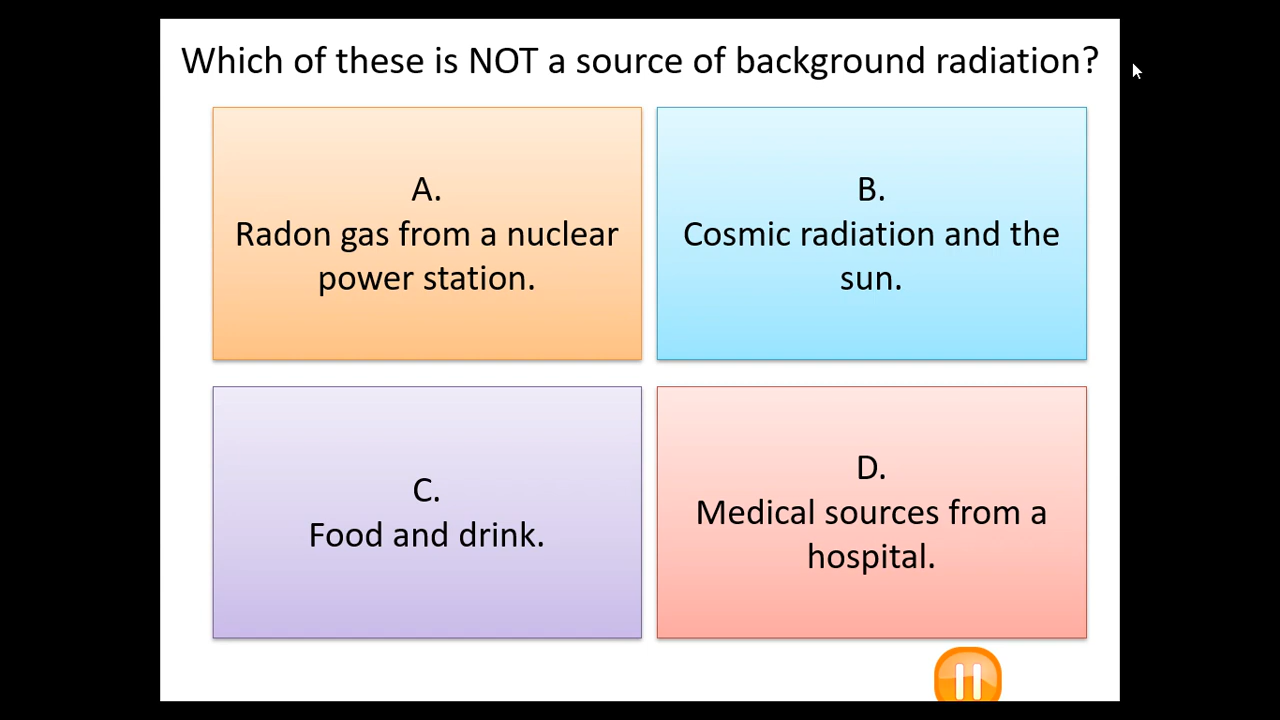 Which of these is NOT a source of background radiation?
A.
Radon gas from a nuclear
power station.
B.
Cosmic radiation and the
sun.
C.
Food and drink.
D.
Medical sources from a
hospital.